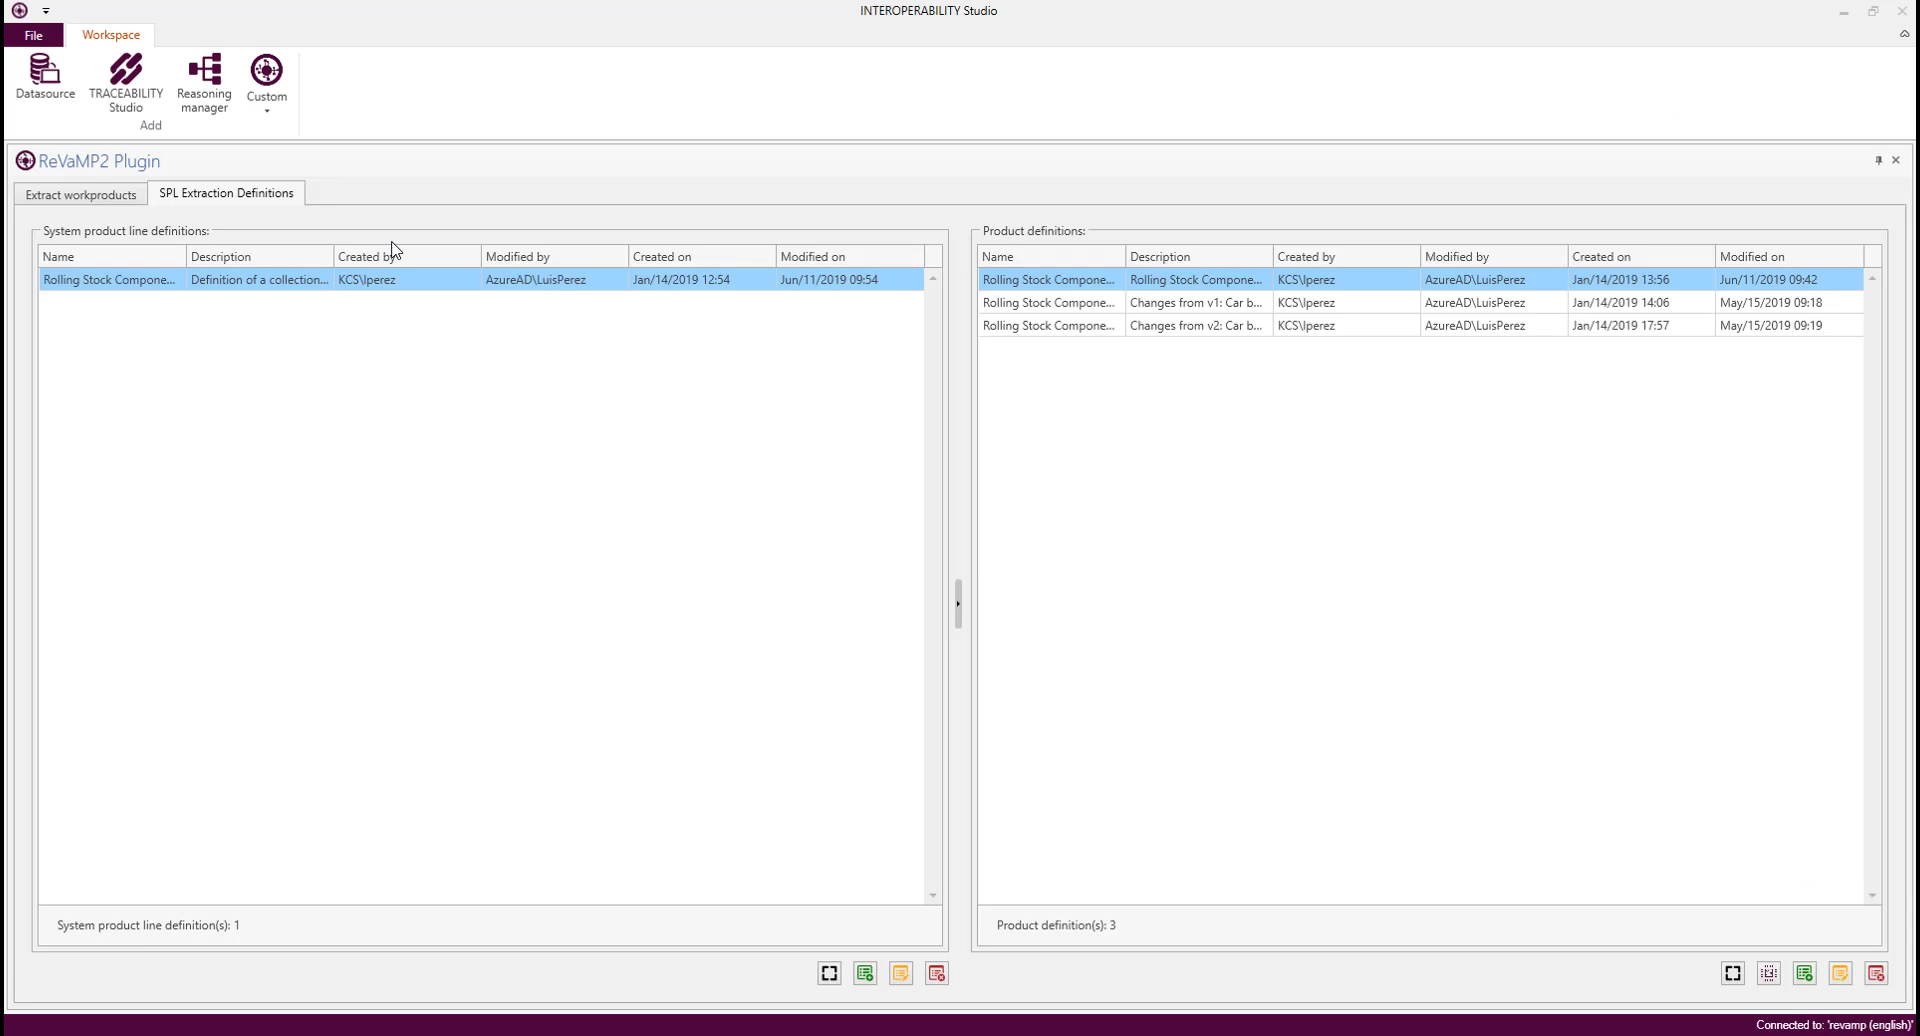 INTEROPERABILITY Studio
File Workspace
Datasource TRACEABILITY Studio Reasoning manager Custom
Add
ReVaMP2 Plugin
Extract workproducts SPL Extraction Definitions
System product line definitions:
Name Description Created by Modified by Created on Modified on
Rolling Stock Compone... Definition of a collection... KCS\lperez AzureAD\LuisPerez Jan/14/2019 12:54 Jun/11/2019 09:54
System product line definition(s): 1
Product definitions:
Name Description Created by Modified by Created on Modified on
Rolling Stock Compone... Rolling Stock Compone... KCS\lperez AzureAD\LuisPerez Jan/14/2019 13:56 Jun/11/2019 09:42
Rolling Stock Compone... Changes from v1: Car b... KCS\lperez AzureAD\LuisPerez Jan/14/2019 14:06 May/15/2019 09:18
Rolling Stock Compone... Changes from v2: Car b... KCS\lperez AzureAD\LuisPerez Jan/14/2019 17:57 May/15/2019 09:19
Product definition(s): 3
Connected to: 'revamp (english)'